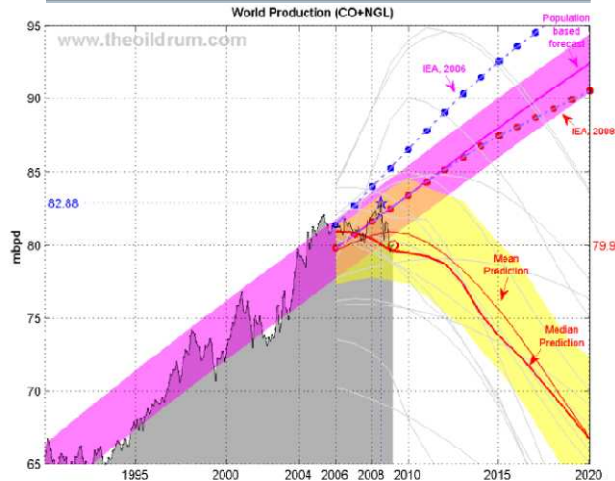 World Production (CO+NGL)
www.theoildrum.com
Population
based
forecast
IEA, 2006
IEA, 2008
95
90
85
82.88
80
79.9
75
70
65
mbpd
Mean
Prediction
Median
Prediction
1995
2000
2004
2006
2008
2010
2015
2020